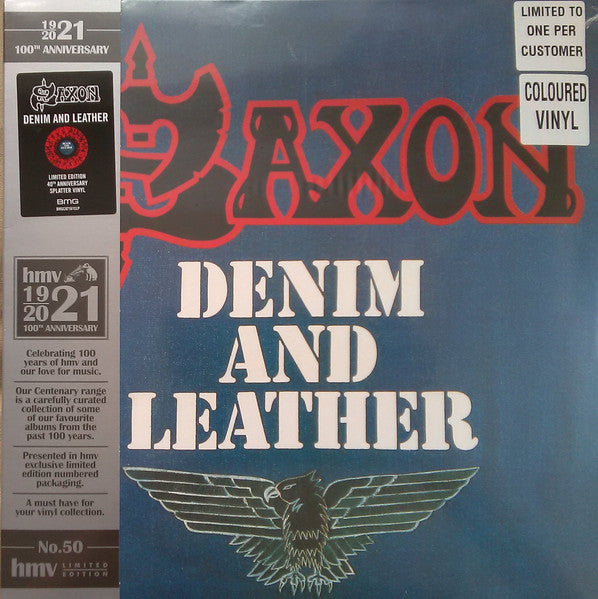 1920 21
100TH ANNIVERSARY
SAXON
DENIM AND LEATHER
LIMITED EDITION
40TH ANNIVERSARY
SPLATTER VINYL
BMG
hmv
1920 21
100TH ANNIVERSARY
Celebrating 100
years of hmv and
our love for music.
Our Centenary range
is a carefully curated
collection of some
of our favourite
albums from the
past 100 years.
Presented in hmv
exclusive limited
edition numbered
packaging.
A must have for
your vinyl collection.
No.50
hmv LIMITED
EDITION
LIMITED TO
ONE PER
CUSTOMER
COLOURED
VINYL
SAXON
DENIM
AND
LEATHER